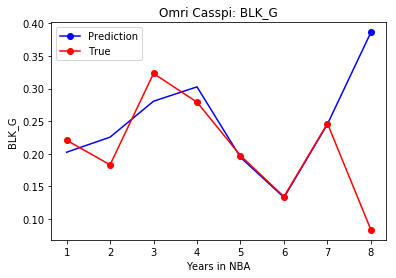 Omri Casspi: BLK_G
Prediction
True
0.40
0.35
0.30
0.25
0.20
0.15
0.10
BLK_G
1 2 3 4 5 6 7 8
Years in NBA